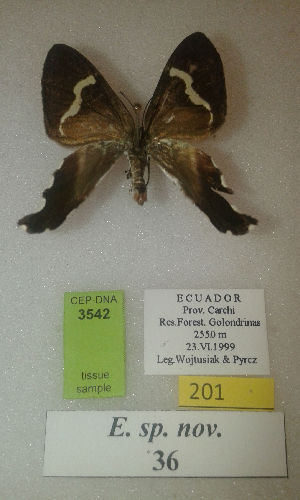 CEP-DNA
3542
tissue
sample
ECUADOR
Prov. Carchi
Res.Forest. Golondrinas
2550 m
23.VI.1999
Leg.Wojtusiak & Pyrcz
201
E. sp. nov.
36